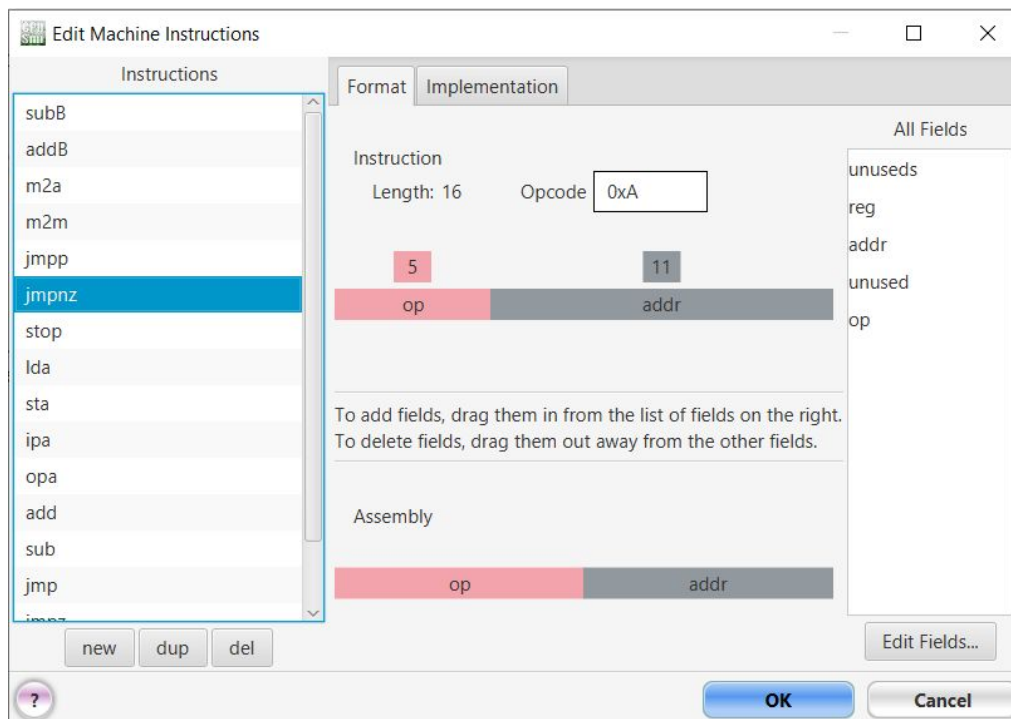 Edit Machine Instructions
Instructions
subB
addB
m2a
m2m
jmpp
jmpnz
stop
lda
sta
ipa
opa
add
sub
jmp
new dup del
Format Implementation
Instruction
Length: 16 Opcode 0xA
5 11
op addr
To add fields, drag them in from the list of fields on the right.
To delete fields, drag them out away from the other fields.
Assembly
op addr
All Fields
unuseds
reg
addr
unused
op
Edit Fields...
?
OK Cancel